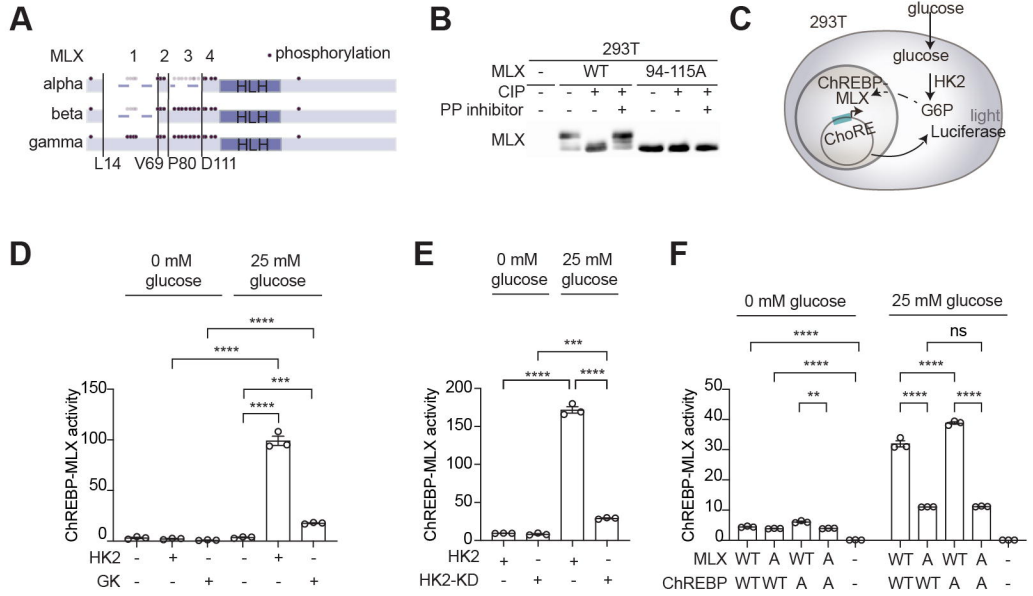 A
MLX 1 2 3 4 phosphorylation
alpha HLH
beta HLH
gamma HLH
L14 V69 P80 D111
B
293T
MLX - WT 94-115A
CIP - - + + - + +
PP inhibitor - - - + - - +
MLX
C
glucose
293T
glucose
HK2
ChREBP-
MLX
G6P
light
ChoRE
Luciferase
D
0 mM
glucose
25 mM
glucose
****
****
***
****
ChREBP-MLX activity
150
100
50
0
HK2 - + - - + -
GK - - + - - +
E
0 mM
glucose
25 mM
glucose
***
**** ****
ChREBP-MLX activity
200
150
100
50
0
HK2 + - + -
HK2-KD - + - +
F
0 mM glucose
25 mM glucose
**** ns
**** ****
** **** ****
ChREBP-MLX activity
50
40
30
20
10
0
MLX WT A WT A - WT A WT A -
ChREBP WT WT A A - WT WT A A -